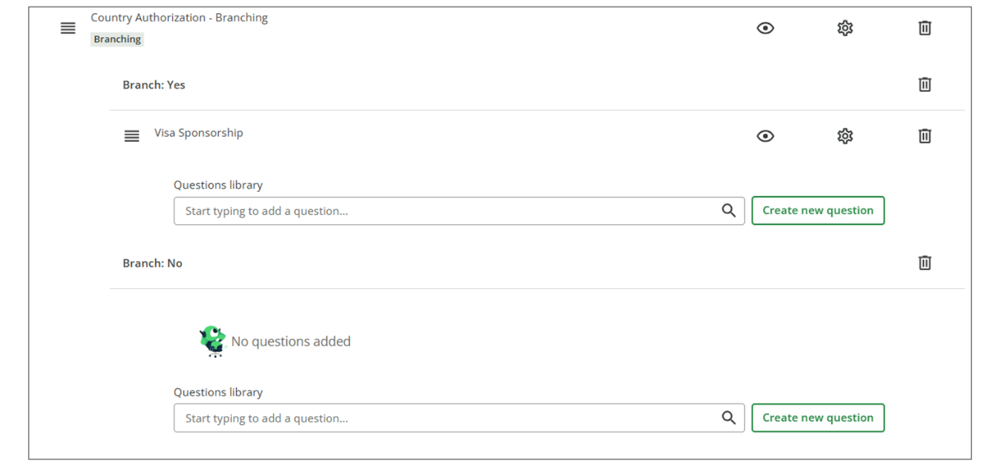 Country Authorization - Branching
Branching
Branch: Yes
Visa Sponsorship
Questions library
Start typing to add a question...
Create new question
Branch: No
No questions added
Questions library
Start typing to add a question...
Create new question